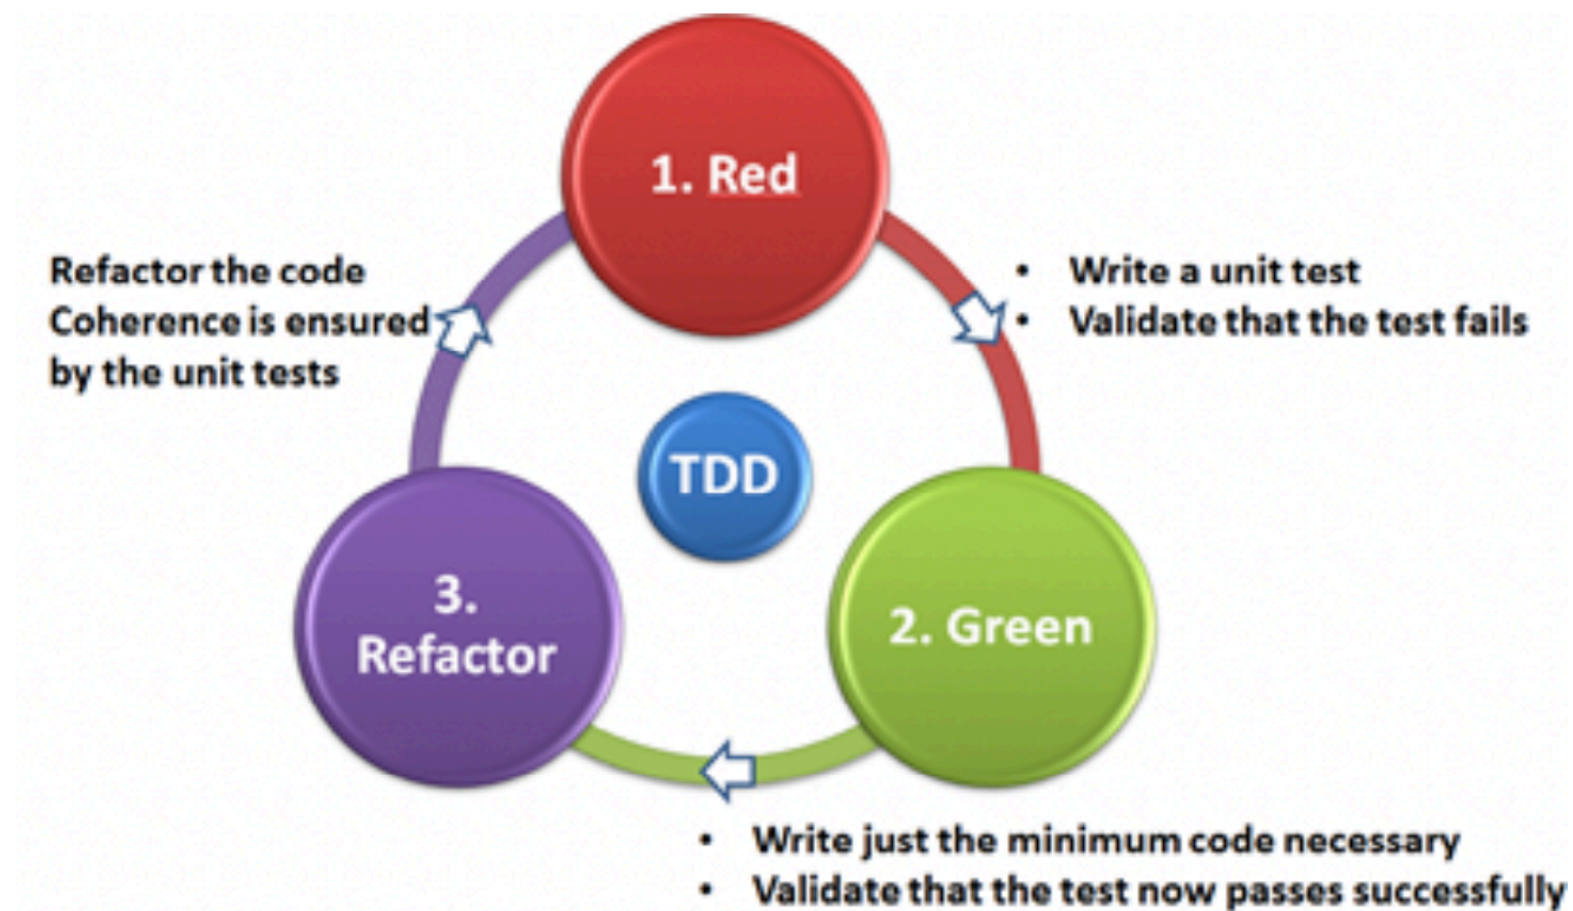 1. Red
Refactor the code
Coherence is ensured
by the unit tests
• Write a unit test
• Validate that the test fails
TDD
3.
Refactor
2. Green
• Write just the minimum code necessary
• Validate that the test now passes successfully